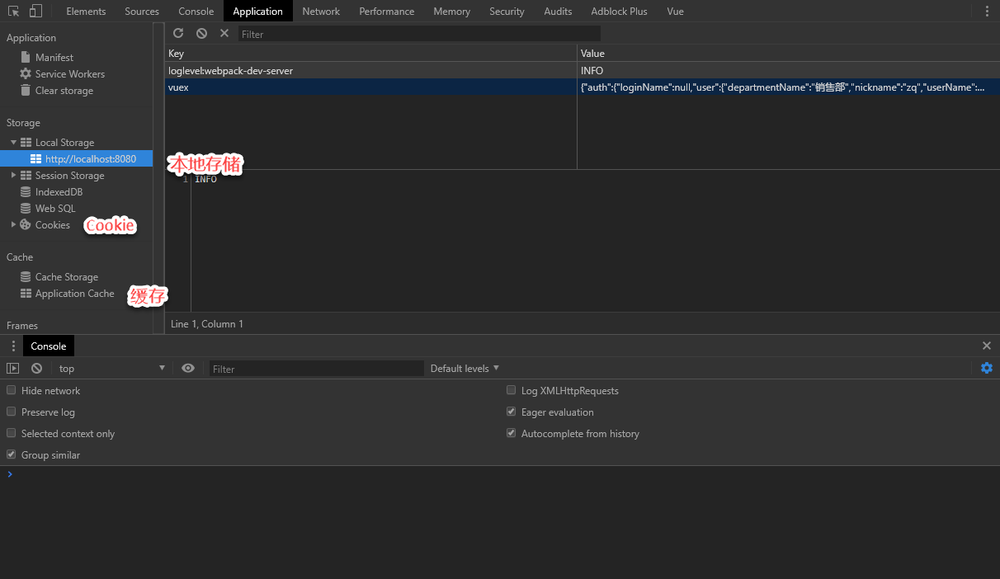 Elements Sources Console Application Network Performance Memory Security Audits Adblock Plus Vue
Application
Manifest
Service Workers
Clear storage
Storage
Local Storage
http://localhost:8080
Session Storage
IndexedDB
Web SQL
Cookies
Cookie
Cache
Cache Storage
Application Cache
缓存
Frames
Filter
Key Value
loglevel:webpack-dev-server INFO
vuex {"auth":{"loginName":null,"user":{"departmentName":"销售部","nickname":"zq","userName":...
本地存储
1 INFO
Line 1, Column 1
Console
top Filter Default levels
Hide network Log XMLHttpRequests
Preserve log Eager evaluation
Selected context only Autocomplete from history
Group similar